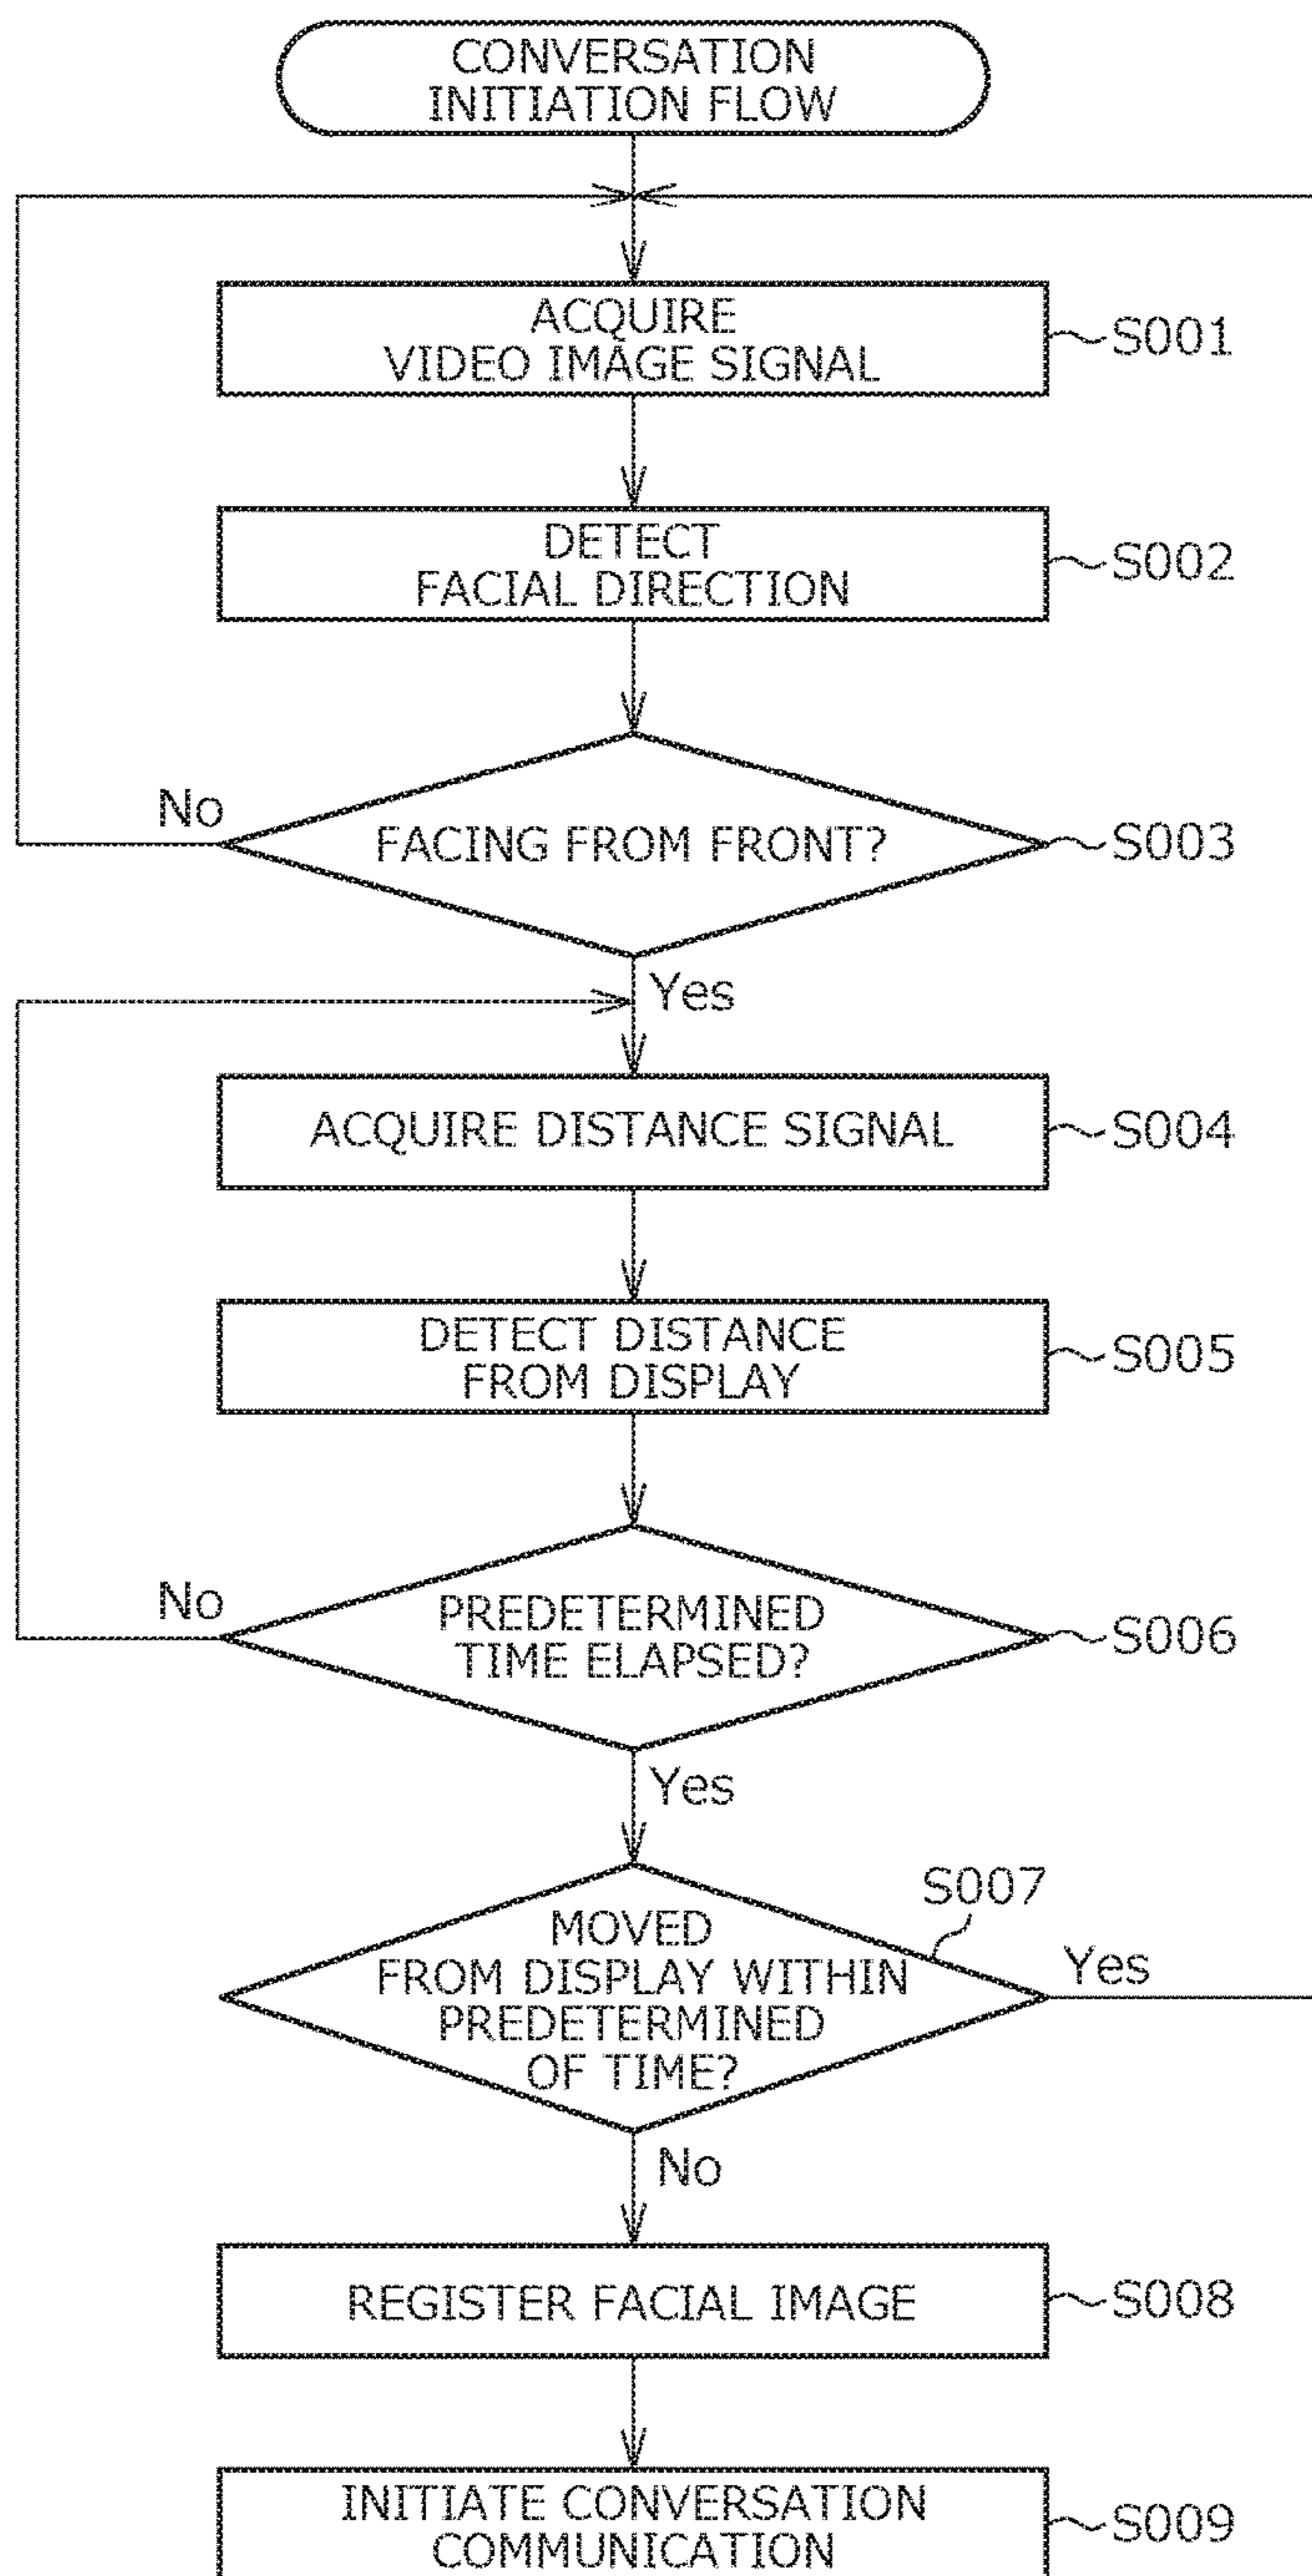 CONVERSATION
INITIATION FLOW
ACQUIRE
VIDEO IMAGE SIGNAL
S001
DETECT
FACIAL DIRECTION
S002
No
FACING FROM FRONT?
S003
Yes
ACQUIRE DISTANCE SIGNAL
S004
DETECT DISTANCE
FROM DISPLAY
S005
No
PREDETERMINED
TIME ELAPSED?
S006
Yes
S007
MOVED
FROM DISPLAY WITHIN
PREDETERMINED
OF TIME?
Yes
No
REGISTER FACIAL IMAGE
S008
INITIATE CONVERSATION
COMMUNICATION
S009